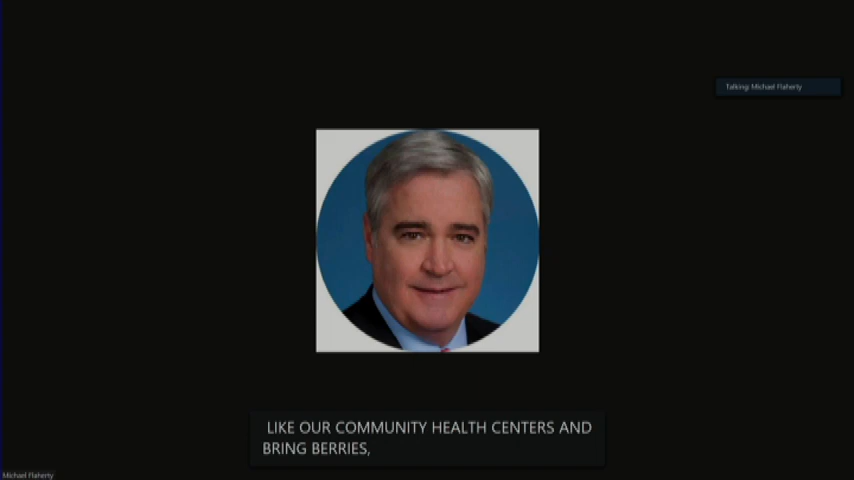 Talking: Michael Flaherty
LIKE OUR COMMUNITY HEALTH CENTERS AND
BRING BERRIES,
Michael Flaherty